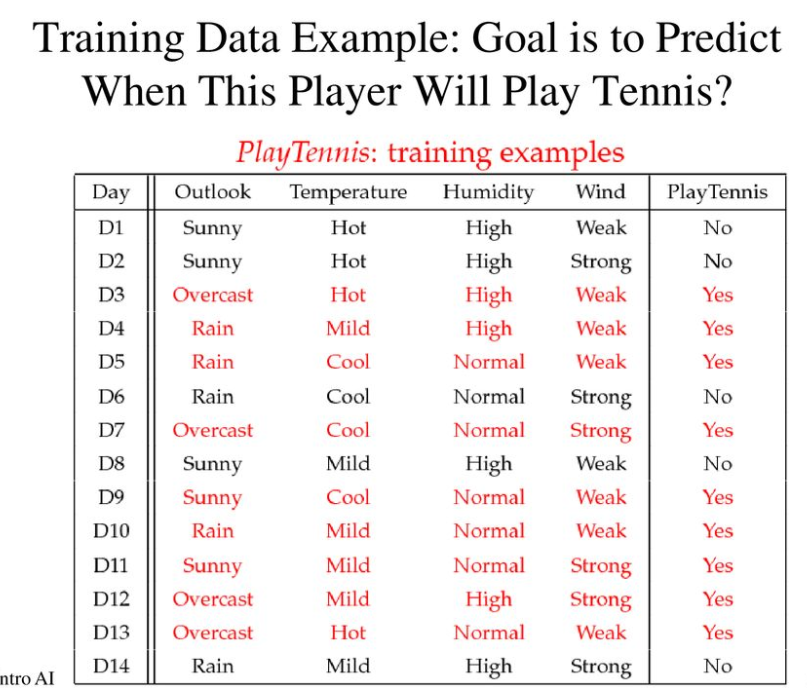 Training Data Example: Goal is to Predict
When This Player Will Play Tennis?
PlayTennis: training examples
Day Outlook Temperature Humidity Wind PlayTennis
D1 Sunny Hot High Weak No
D2 Sunny Hot High Strong No
D3 Overcast Hot High Weak Yes
D4 Rain Mild High Weak Yes
D5 Rain Cool Normal Weak Yes
D6 Rain Cool Normal Strong No
D7 Overcast Cool Normal Strong Yes
D8 Sunny Mild High Weak No
D9 Sunny Cool Normal Weak Yes
D10 Rain Mild Normal Weak Yes
D11 Sunny Mild Normal Strong Yes
D12 Overcast Mild High Strong Yes
D13 Overcast Hot Normal Weak Yes
D14 Rain Mild High Strong No
ntro AI